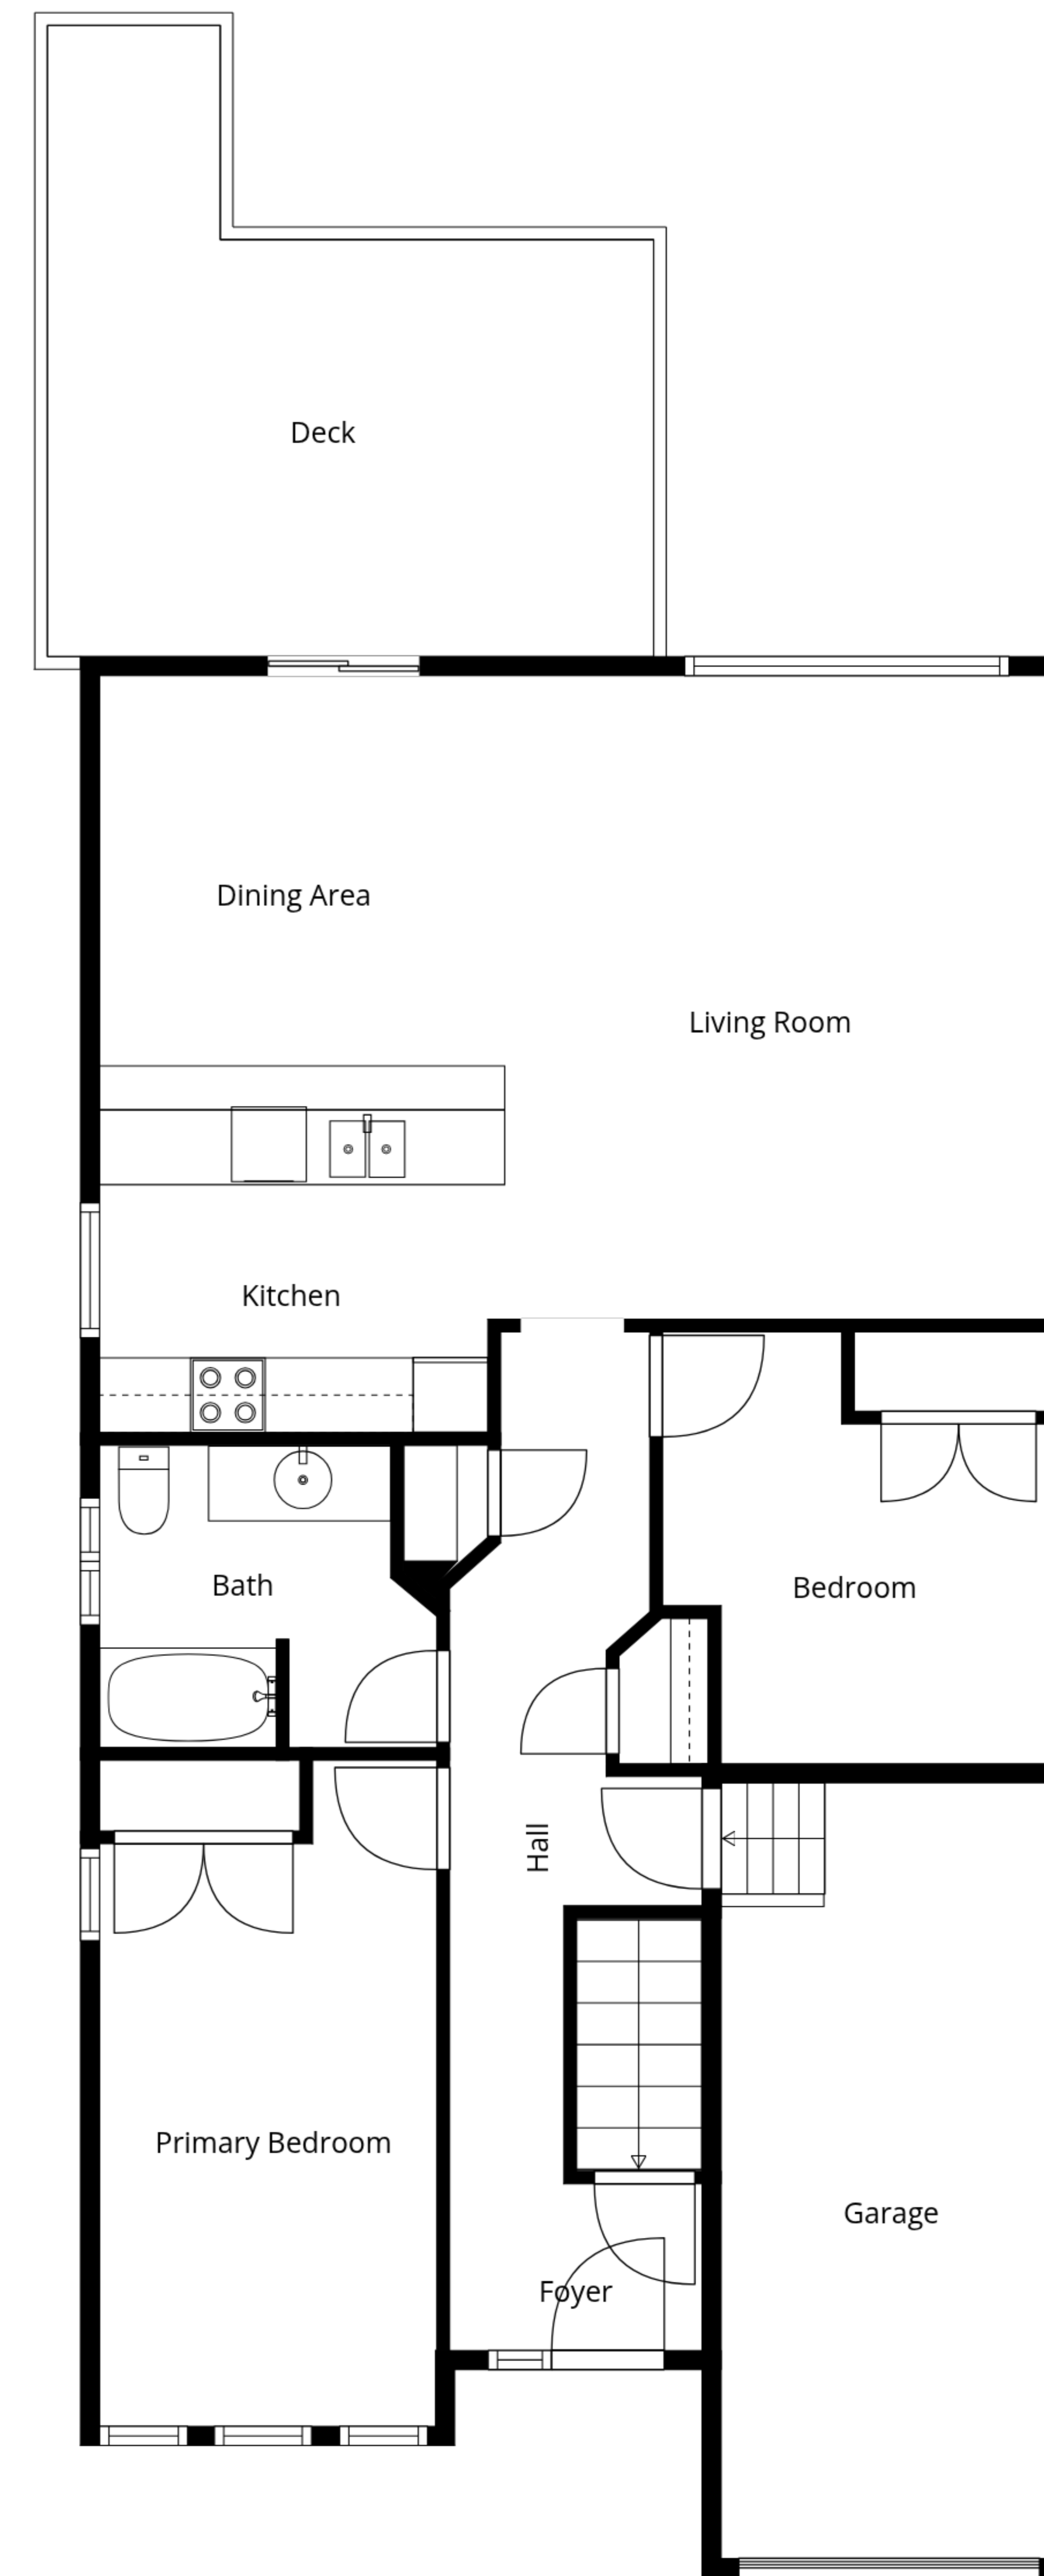 Deck
Dining Area
Living Room
Kitchen
Bath
Bedroom
Hall
Primary Bedroom
Garage
Foyer